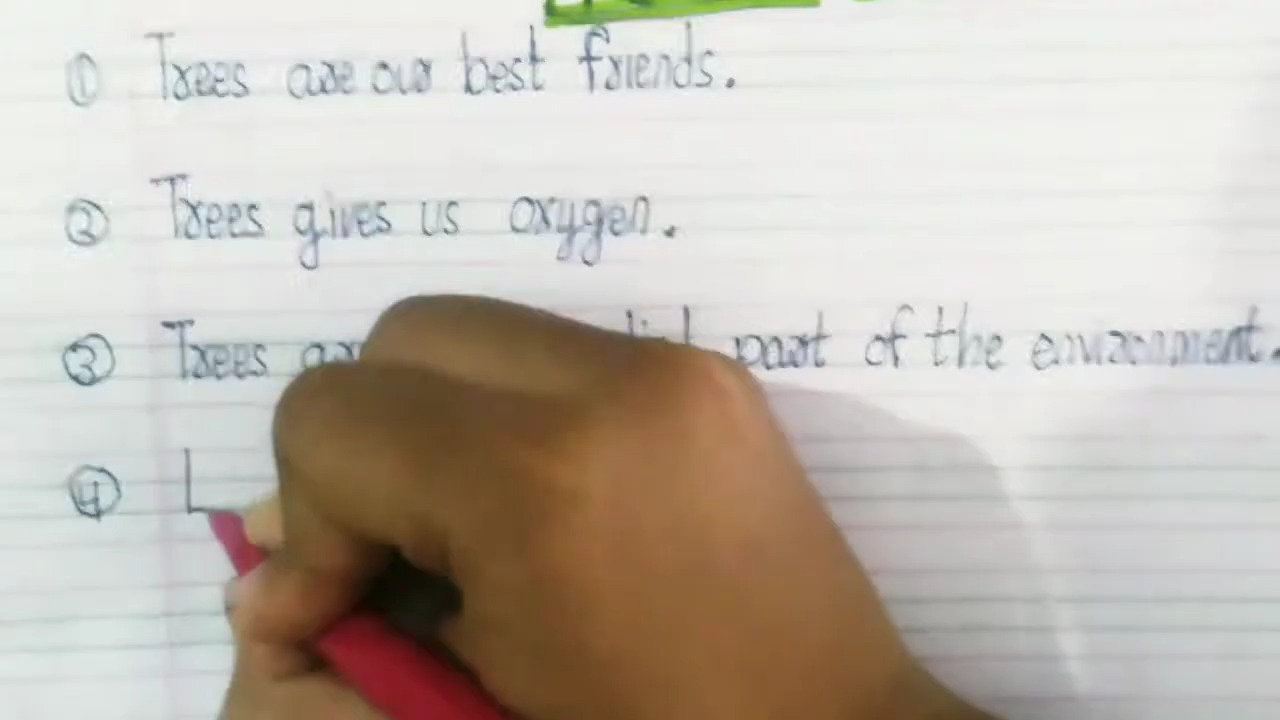 ① Trees are our best friends.
② Trees gives us oxygen.
③ Trees part of the environment.
④ L